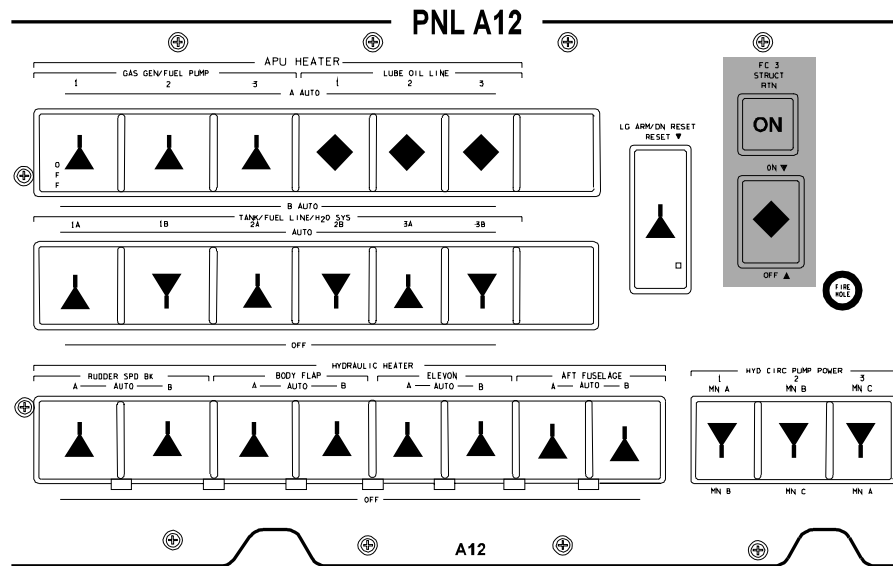 PNL A12
APU HEATER
GAS GEN/FUEL PUMP LUBE OIL LINE
1 2 3 1 2 3
A AUTO
OFF
B AUTO
TANK/FUEL LINE/H2O SYS
1A 1B 2A 2B 3A 3B
AUTO
OFF
LG ARM/DN RESET
RESET ▼
FC 3
STRUCT
RTN
ON
ON ▼
OFF ▲
FIRE
HOLE
HYDRAULIC HEATER
RUDDER SPD BK BODY FLAP ELEVON AFT FUSELAGE
A AUTO B A AUTO B A AUTO B A AUTO B
OFF
HYD CIRC PUMP POWER
1 2 3
MN A MN B MN C
MN B MN C MN A
A12